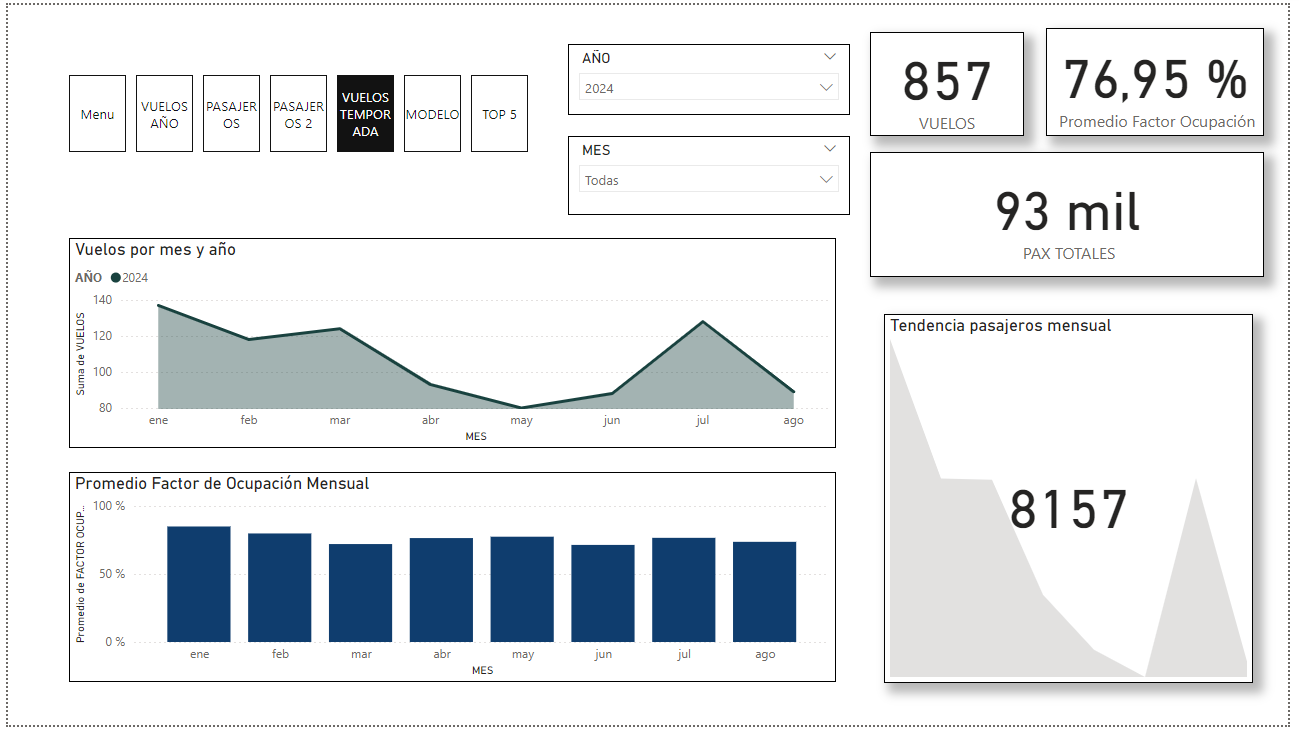 Menu
VUELOS
AÑO
PASAJER
OS
PASAJER
OS 2
VUELOS
TEMPOR
ADA
MODELO
TOP 5
AÑO
2024
MES
Todas
857
VUELOS
76,95 %
Promedio Factor Ocupación
93 mil
PAX TOTALES
Vuelos por mes y año
AÑO 2024
Suma de VUELOS
140
120
100
80
ene feb mar abr may jun jul ago
MES
Promedio Factor de Ocupación Mensual
Promedio de FACTOR OCUP...
100 %
50 %
0 %
ene feb mar abr may jun jul ago
MES
Tendencia pasajeros mensual
8157